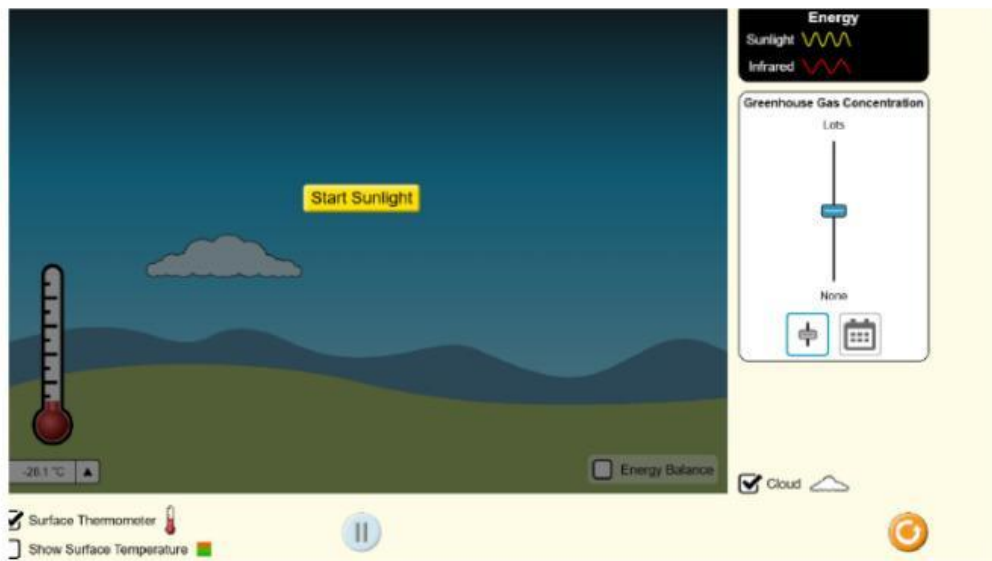 Energy
Sunlight
Infrared
Greenhouse Gas Concentration
Lots
None
Start Sunlight
-26.1 °C
Energy Balance
Cloud
Surface Thermometer
Show Surface Temperature